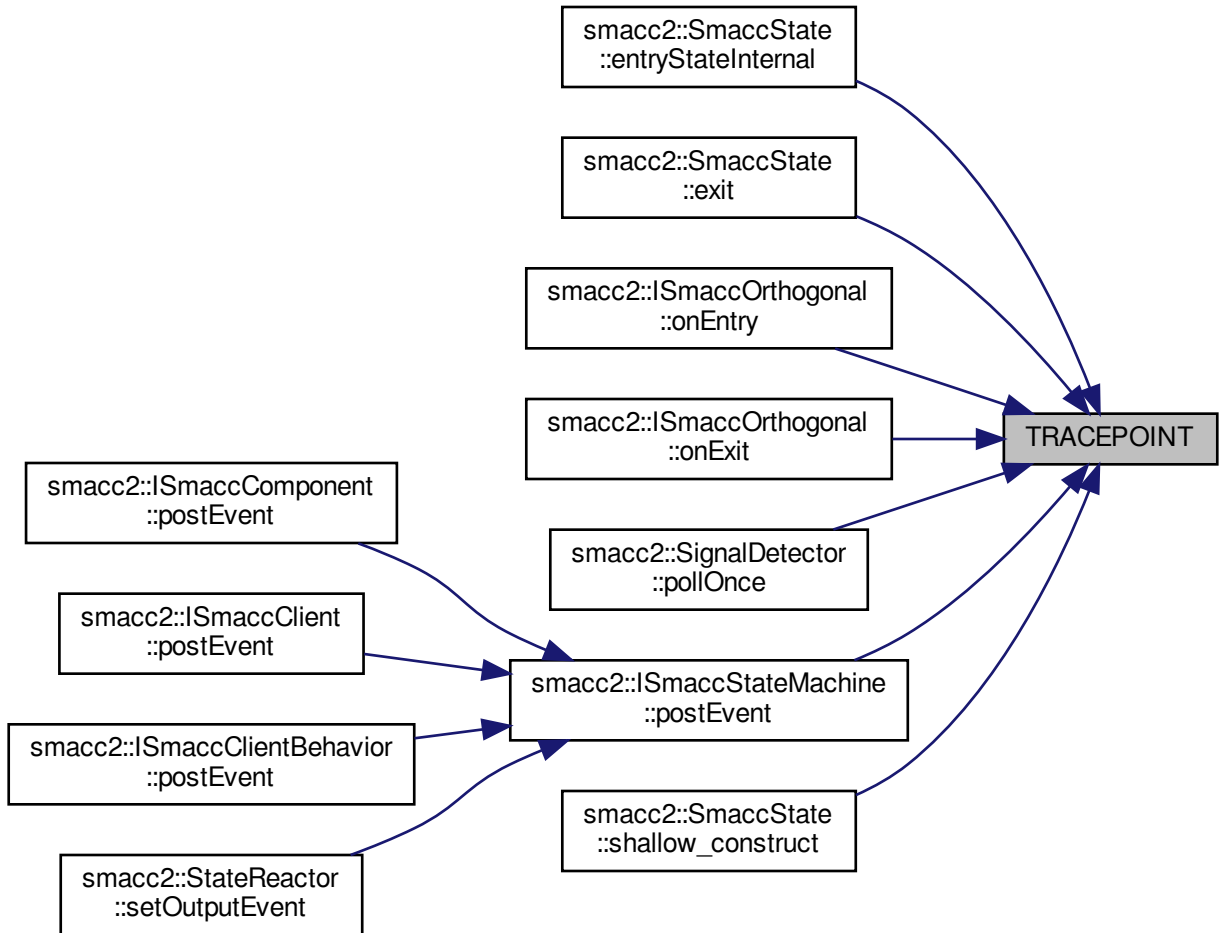 smacc2::SmaccState
::entryStateInternal
smacc2::SmaccState
::exit
smacc2::ISmaccOrthogonal
::onEntry
smacc2::ISmaccOrthogonal
::onExit
TRACEPOINT
smacc2::ISmaccComponent
::postEvent
smacc2::SignalDetector
::pollOnce
smacc2::ISmaccClient
::postEvent
smacc2::ISmaccStateMachine
::postEvent
smacc2::ISmaccClientBehavior
::postEvent
smacc2::SmaccState
::shallow_construct
smacc2::StateReactor
::setOutputEvent